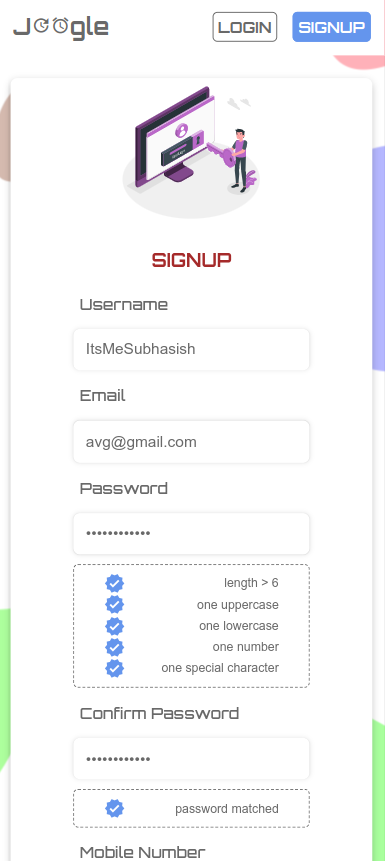 Joogle
LOGIN
SIGNUP
SIGNUP
Username
ItsMeSubhasish
Email
avg@gmail.com
Password
••••••••••••
length > 6
one uppercase
one lowercase
one number
one special character
Confirm Password
••••••••••••
password matched
Mobile Number